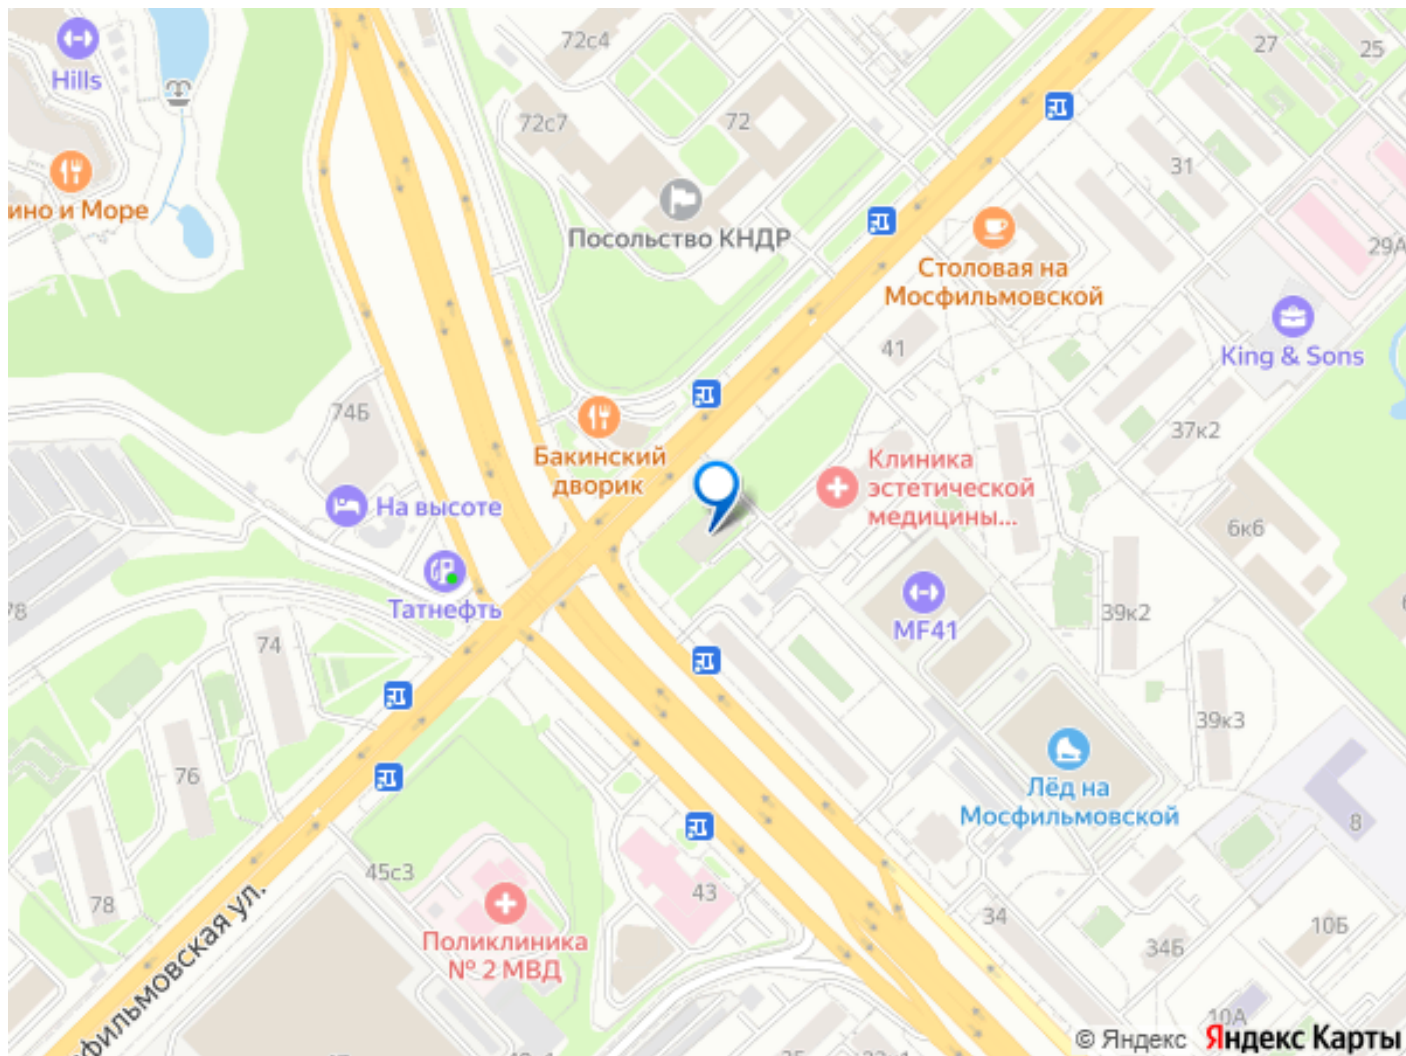 72с4
27
25
Hills
72с7
72
31
ино и Море
Посольство КНДР
29А
Столовая на
Мосфильмовской
41
King & Sons
74Б
37к2
Бакинский
дворик
Клиника
эстетической
медицины...
На высоте
6к6
Татнефть
78
39к2
MF41
74
39к3
76
Лёд на
Мосфильмовской
8
45с3
43
78
34
10Б
Поликлиника
№ 2 МВД
34Б
фильмовская ул.
10А
© Яндекс Яндекс Карты